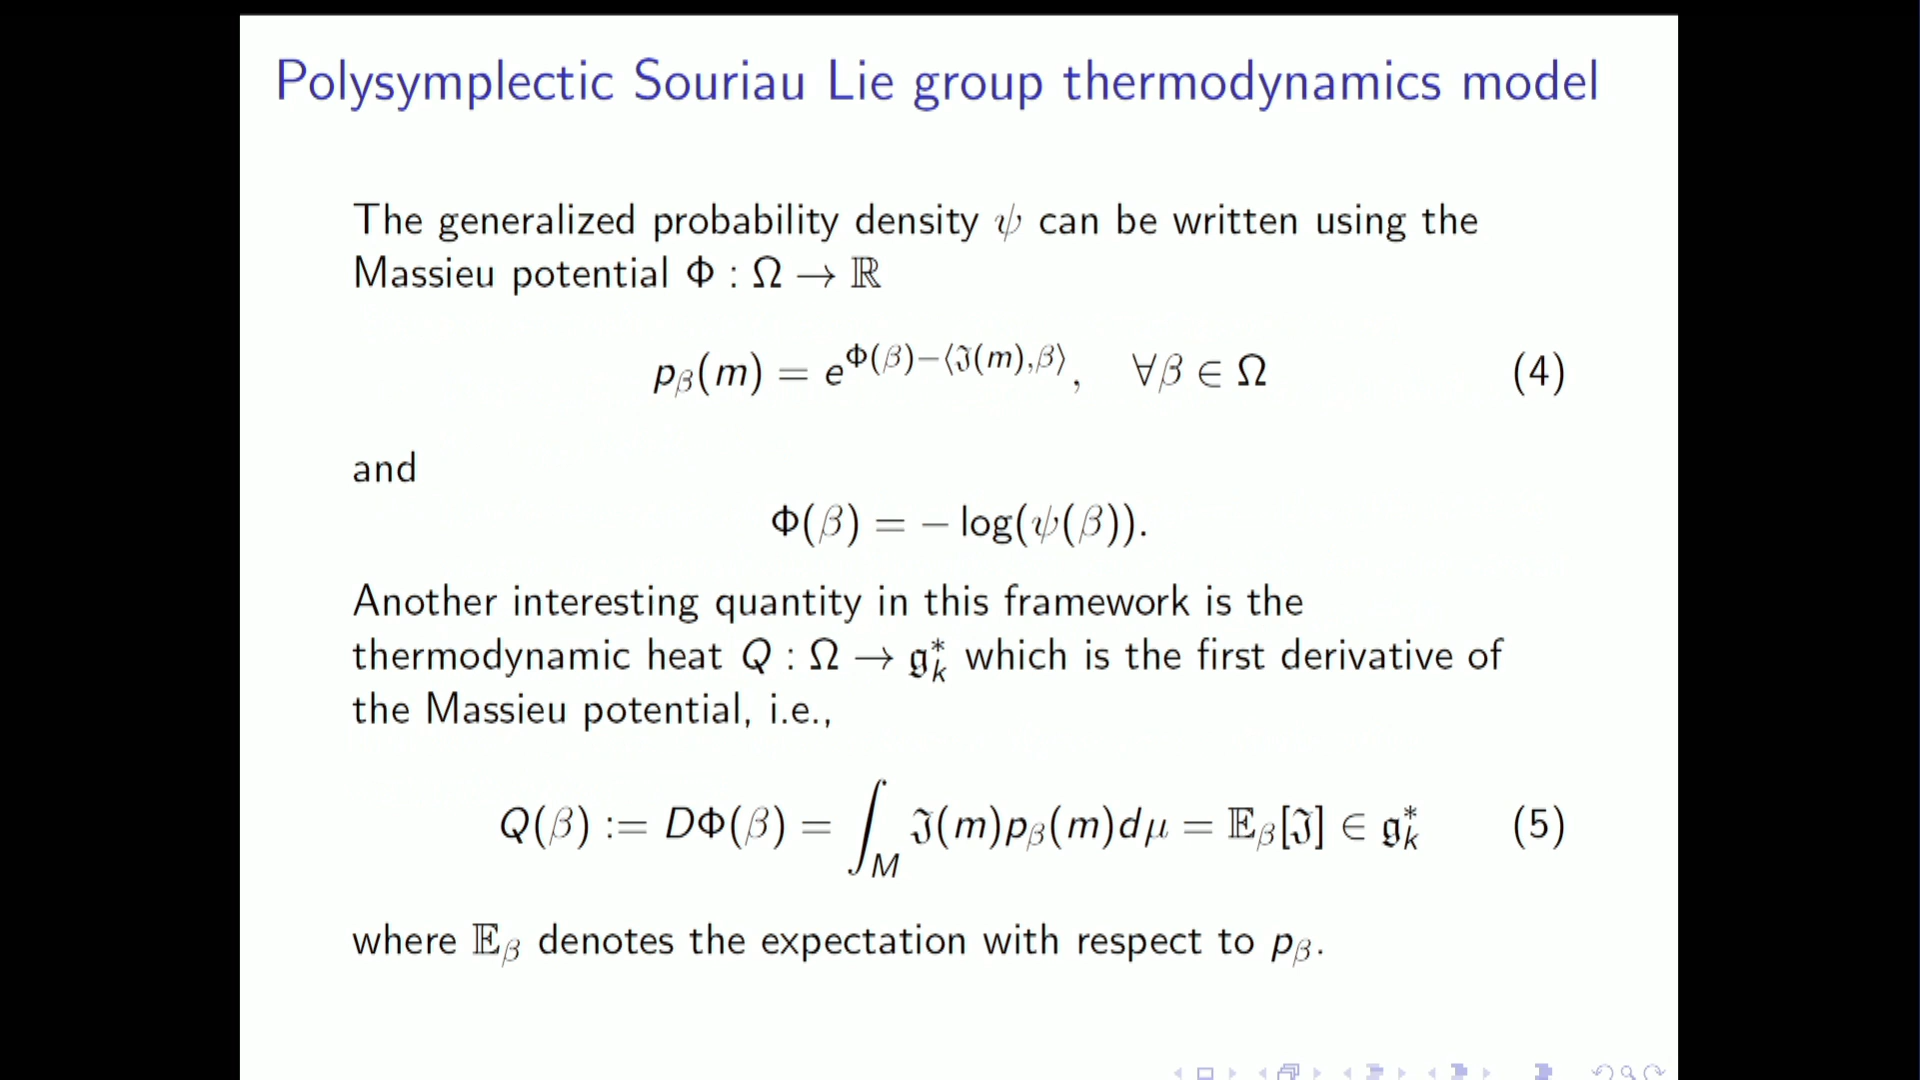 Polysymplectic Souriau Lie group thermodynamics model
The generalized probability density ψ can be written using the
Massieu potential Φ : Ω → ℝ
p_β(m) = e^{Φ(β)−⟨𝔍(m),β⟩}, ∀β ∈ Ω (4)
and
Φ(β) = − log(ψ(β)).
Another interesting quantity in this framework is the
thermodynamic heat Q : Ω → 𝔤*_k which is the first derivative of
the Massieu potential, i.e.,
Q(β) := DΦ(β) = ∫_M 𝔍(m)p_β(m)dμ = 𝔼_β[𝔍] ∈ 𝔤*_k (5)
where 𝔼_β denotes the expectation with respect to p_β.